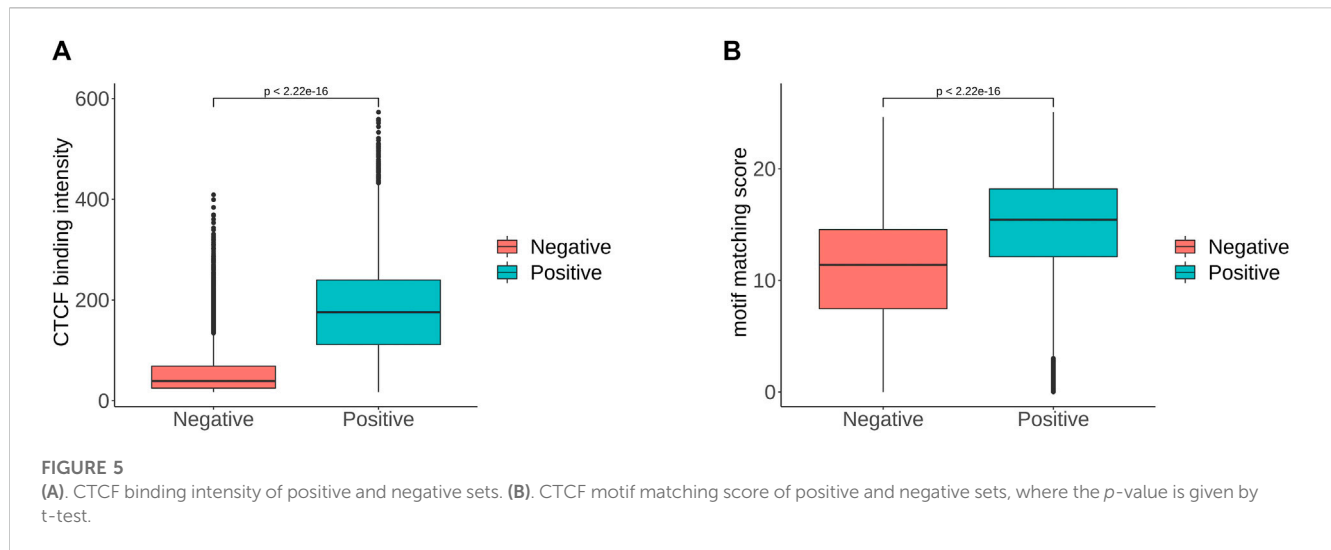 A
p < 2.22e-16
600
400
200
0
CTCF binding intensity
Negative
Positive
Negative
Positive
B
p < 2.22e-16
20
10
0
motif matching score
Negative
Positive
Negative
Positive
FIGURE 5
(A). CTCF binding intensity of positive and negative sets. (B). CTCF motif matching score of positive and negative sets, where the p-value is given by
t-test.